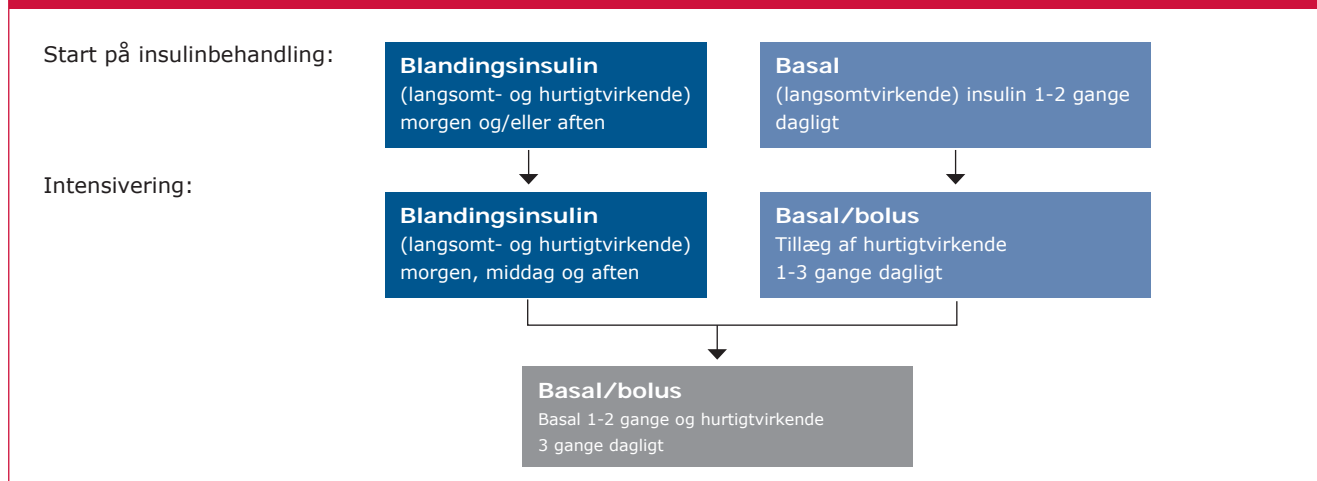 Start på insulinbehandling:
Blandingsinsulin
(langsomt- og hurtigtvirkende)
morgen og/eller aften
Basal
(langsomtvirkende) insulin 1-2 gange
dagligt
Intensivering:
Blandingsinsulin
(langsomt- og hurtigtvirkende)
morgen, middag og aften
Basal/bolus
Tillæg af hurtigtvirkende
1-3 gange dagligt
Basal/bolus
Basal 1-2 gange og hurtigtvirkende
3 gange dagligt